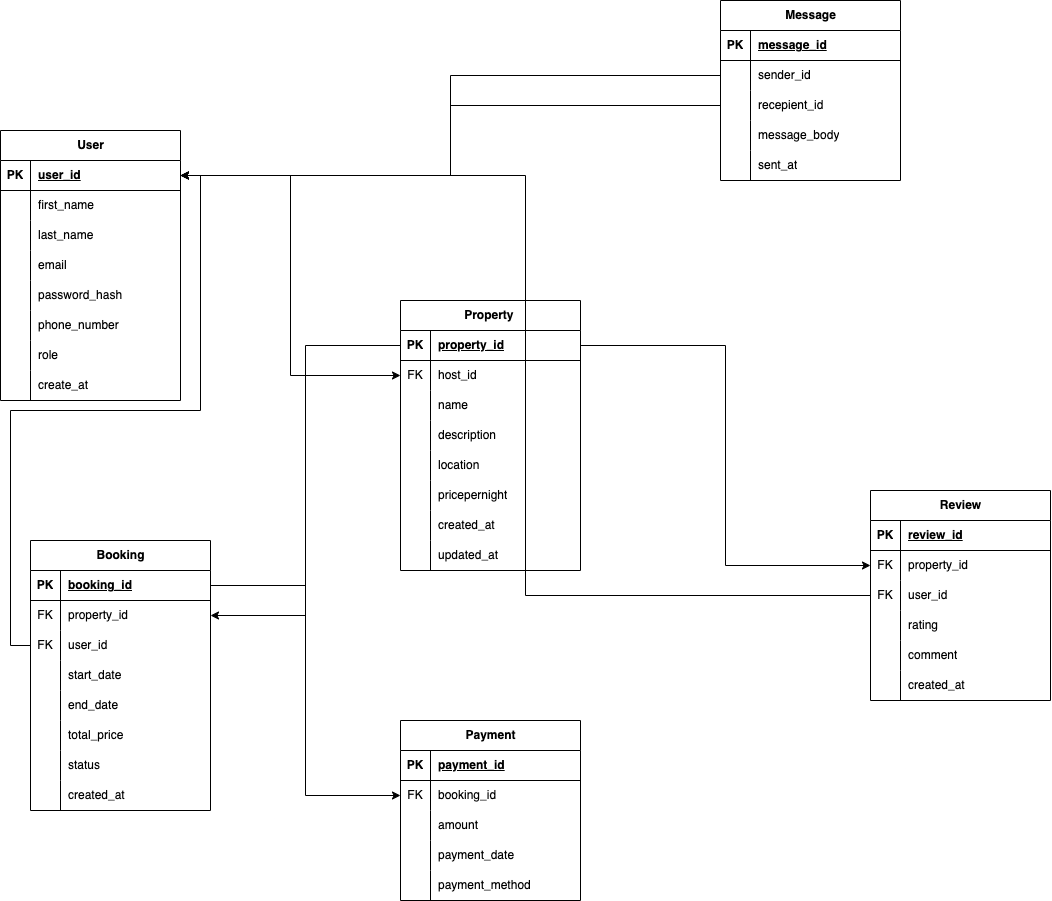 Message
PK message_id
sender_id
recepient_id
message_body
sent_at
User
PK user_id
first_name
last_name
email
password_hash
phone_number
role
create_at
Property
PK property_id
FK host_id
name
description
location
pricepernight
created_at
updated_at
Review
PK review_id
FK property_id
FK user_id
rating
comment
created_at
Booking
PK booking_id
FK property_id
FK user_id
start_date
end_date
total_price
status
created_at
Payment
PK payment_id
FK booking_id
amount
payment_date
payment_method